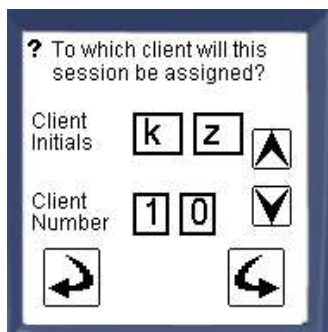 ? To which client will this
session be assigned?
Client
Initials
k z
Client
Number
1 0